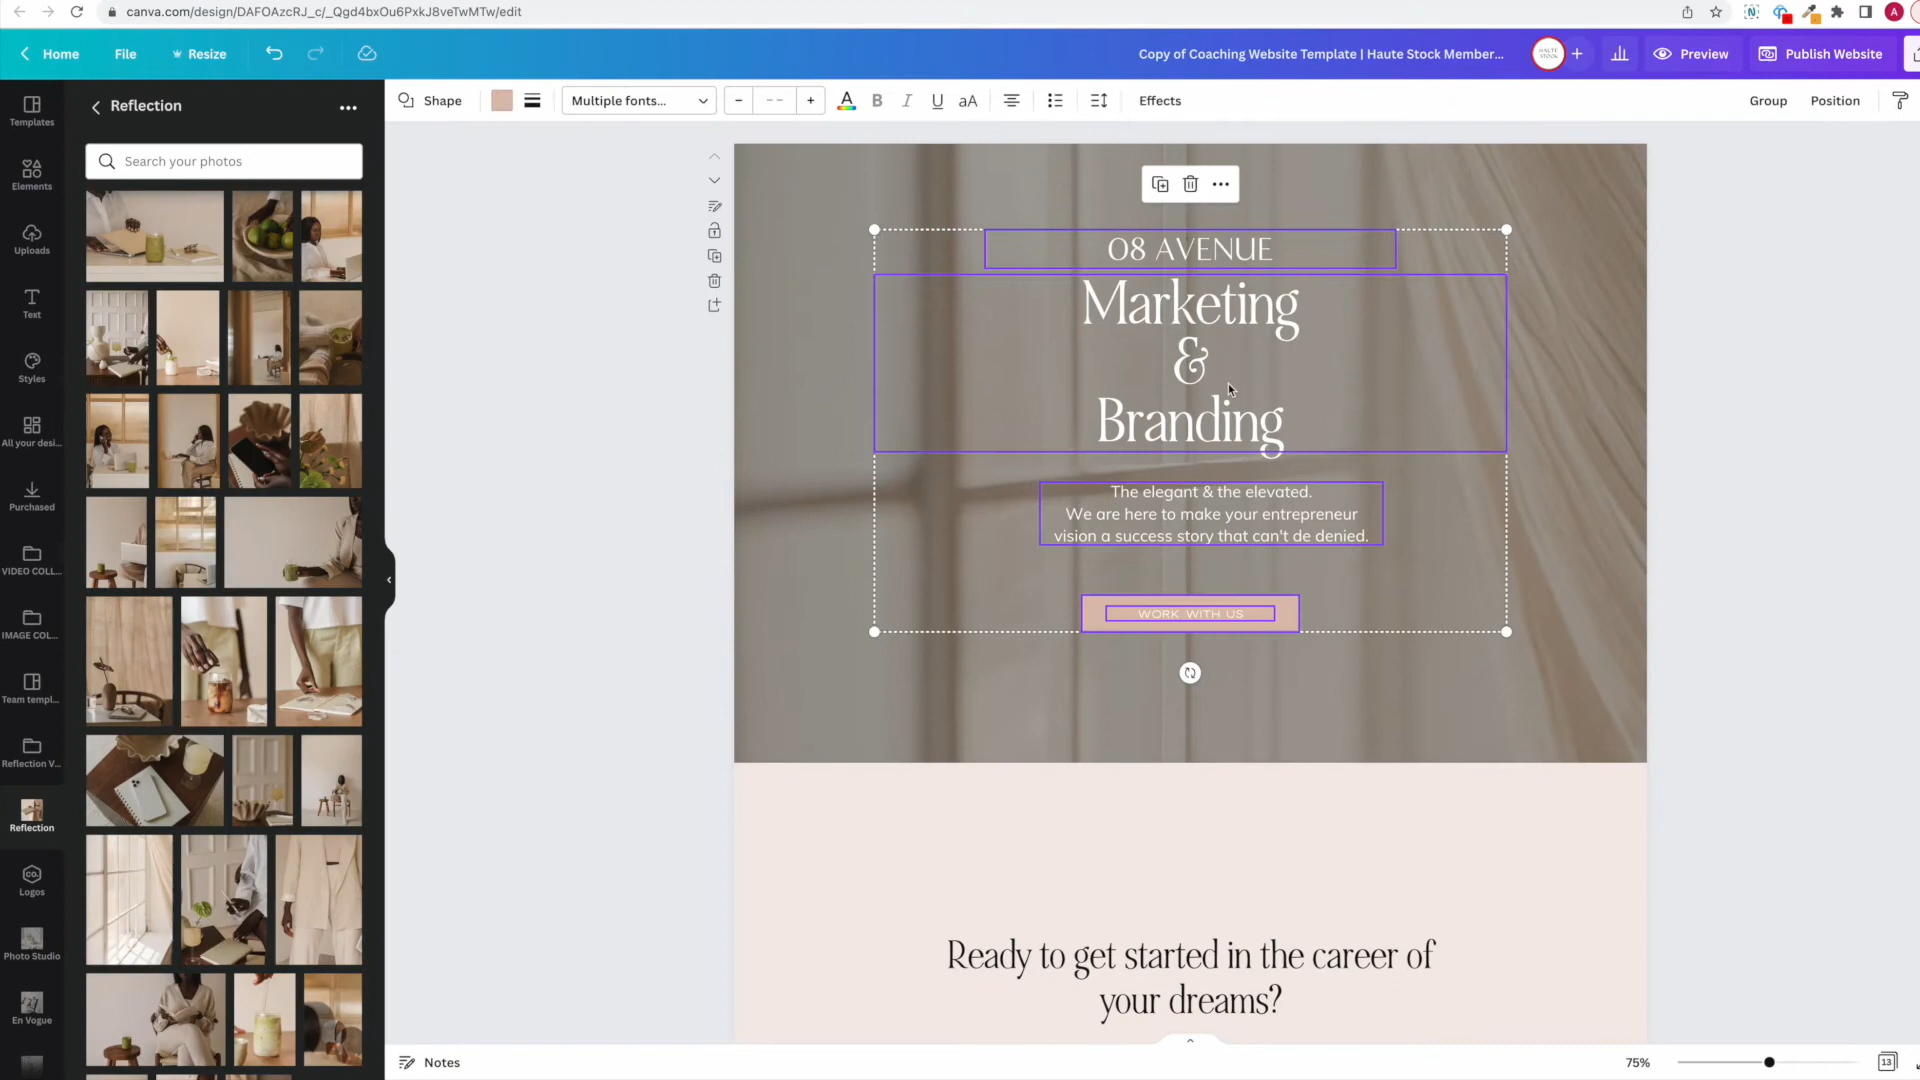 canva.com/design/DAFOAzcRJ_c/_Qgd4bxOu6PxkJ8veTwMTw/edit
A
Home
File
Resize
Copy of Coaching Website Template | Haute Stock Member...
HAUTE
STOCK
Preview
Publish Website
Templates
Elements
Uploads
Text
Styles
All your desi...
Purchased
VIDEO COLL...
IMAGE COL...
Team templ...
Reflection V...
Reflection
Logos
Photo Studio
En Vogue
Reflection
Search your photos
Shape
Multiple fonts...
– -- +
A
B
I
U
aA
Effects
Group
Position
08 AVENUE
Marketing
&
Branding
The elegant & the elevated.
We are here to make your entrepreneur
vision a success story that can't de denied.
WORK WITH US
Ready to get started in the career of
your dreams?
Notes
75%
13